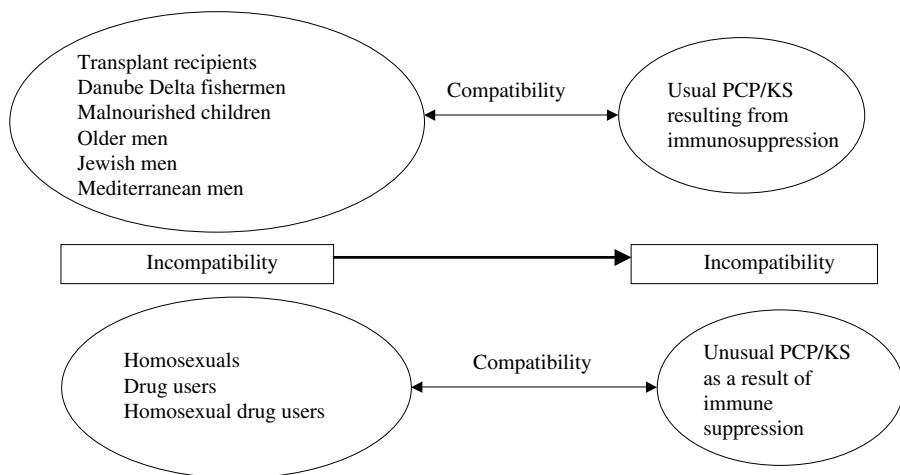 Transplant recipients
Danube Delta fishermen
Malnourished children
Older men
Jewish men
Mediterranean men
Compatibility
Usual PCP/KS
resulting from
immunosuppression
Incompatibility
Incompatibility
Homosexuals
Drug users
Homosexual drug users
Compatibility
Unusual PCP/KS
as a result of
immune
suppression